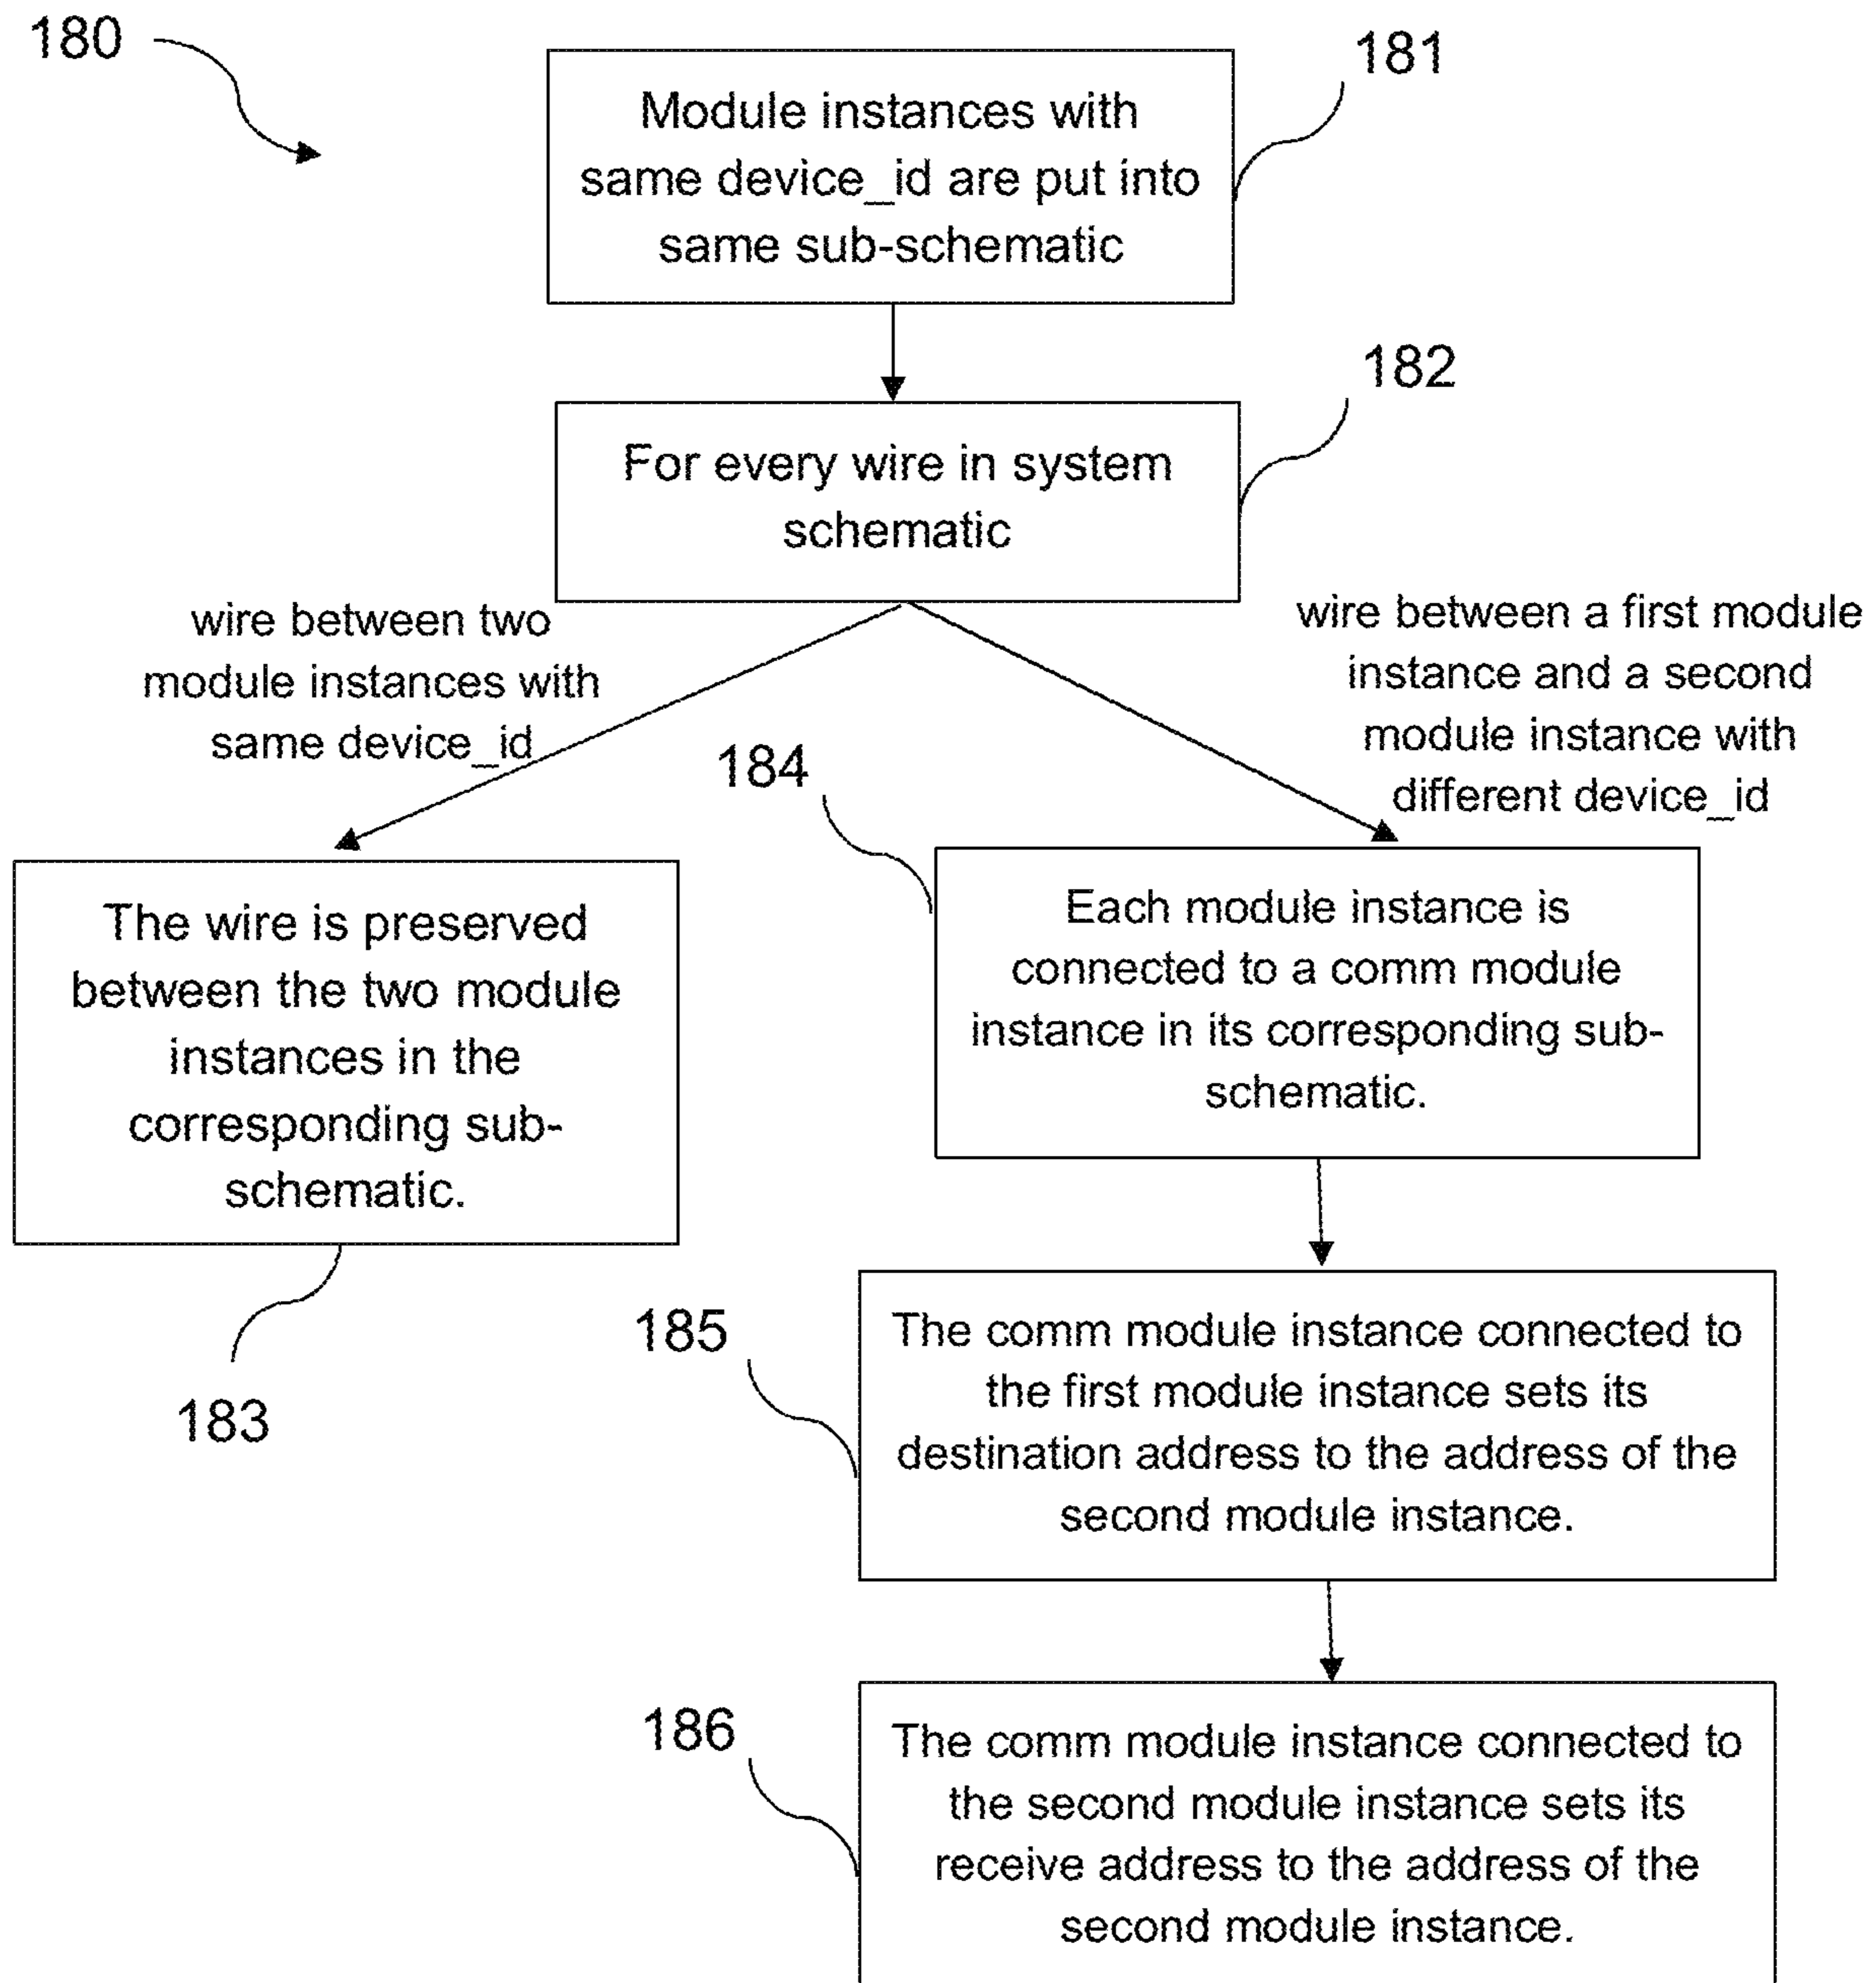 180
181
Module instances with
same device_id are put into
same sub-schematic
182
For every wire in system
schematic
wire between two
module instances with
same device_id
wire between a first module
instance and a second
module instance with
different device_id
184
The wire is preserved
between the two module
instances in the
corresponding sub-
schematic.
183
Each module instance is
connected to a comm module
instance in its corresponding sub-
schematic.
185
The comm module instance connected to
the first module instance sets its
destination address to the address of the
second module instance.
186
The comm module instance connected to
the second module instance sets its
receive address to the address of the
second module instance.